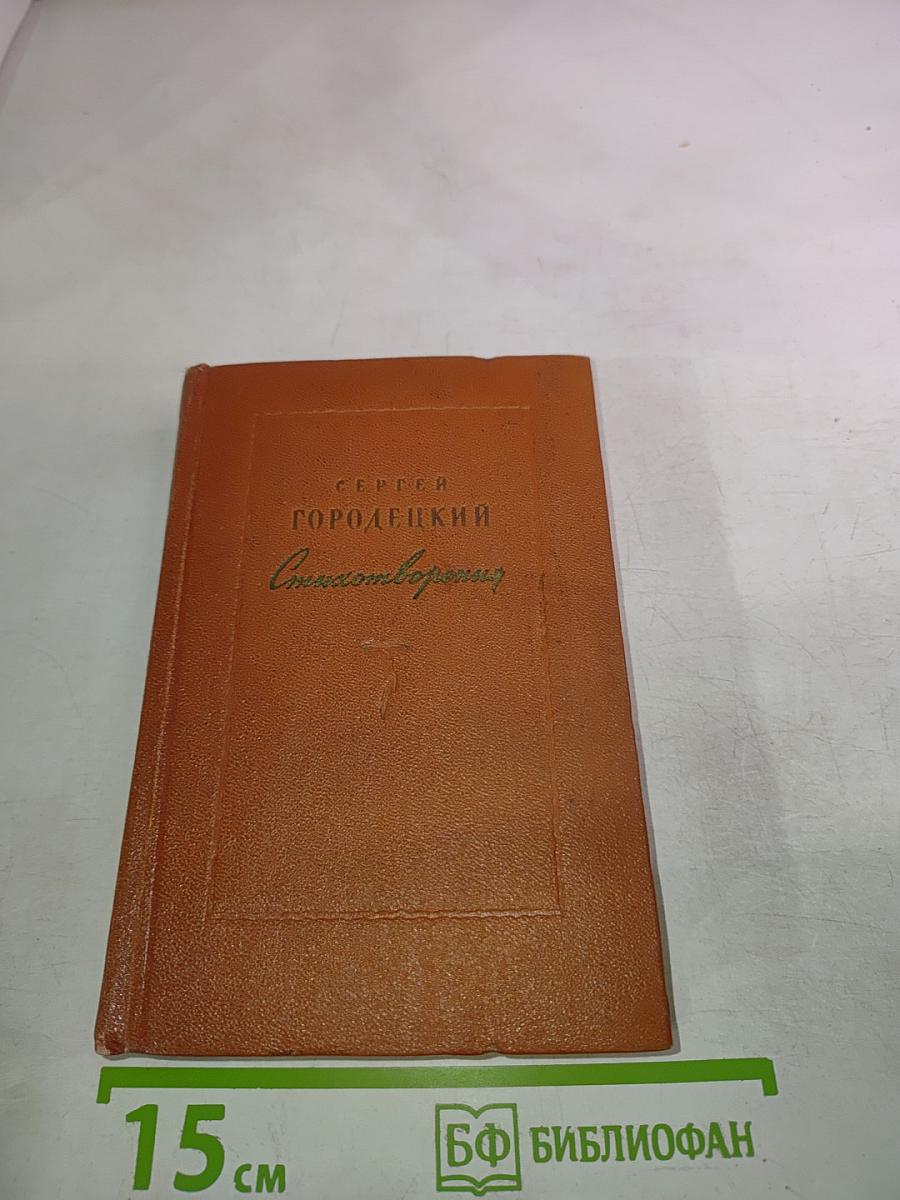 СЕРГЕЙ
ГОРОДЕЦКИЙ
Стихотворения
15 см
БФ БИБЛИОФАН